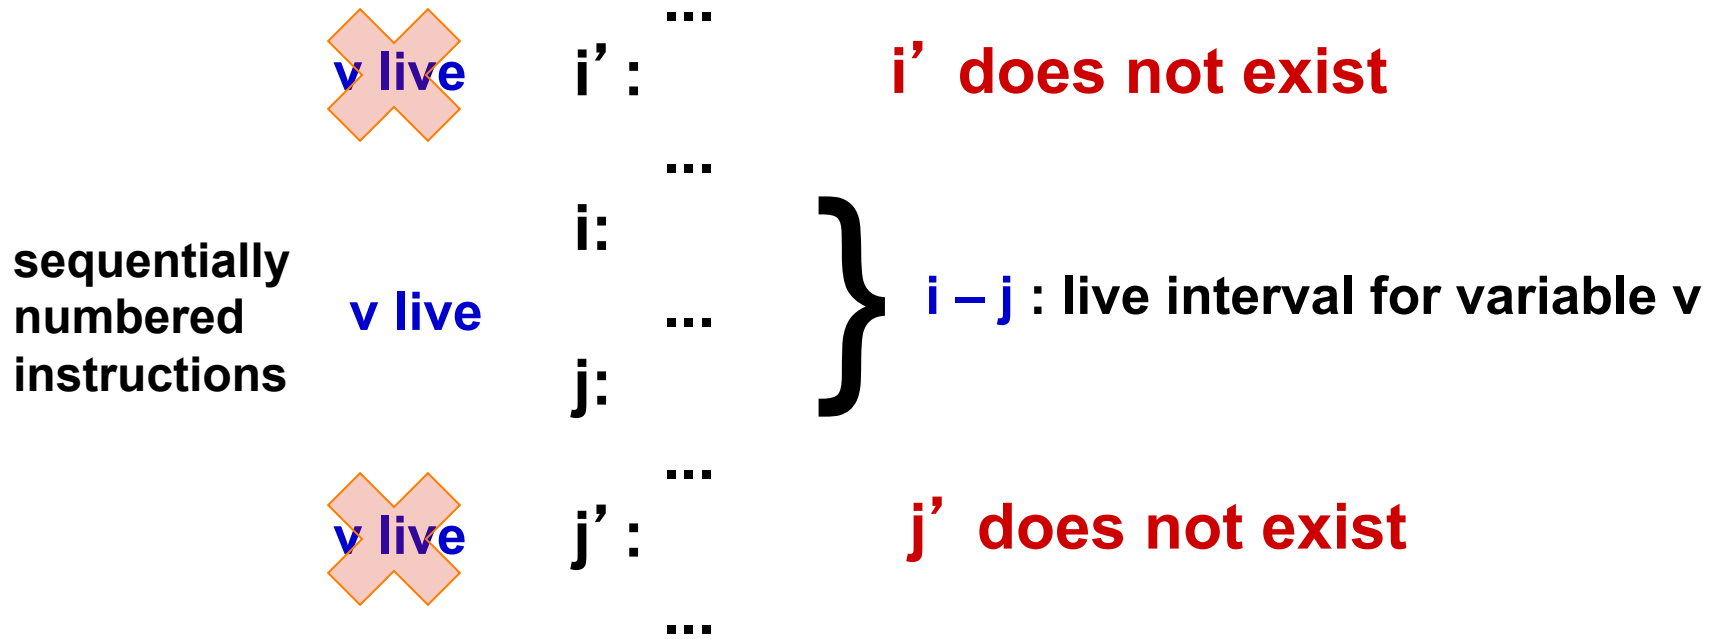 ...
v live i’ : i’ does not exist
...
i:
sequentially
numbered
instructions
v live ...
} i – j : live interval for variable v
j:
...
v live j’ : j’ does not exist
...